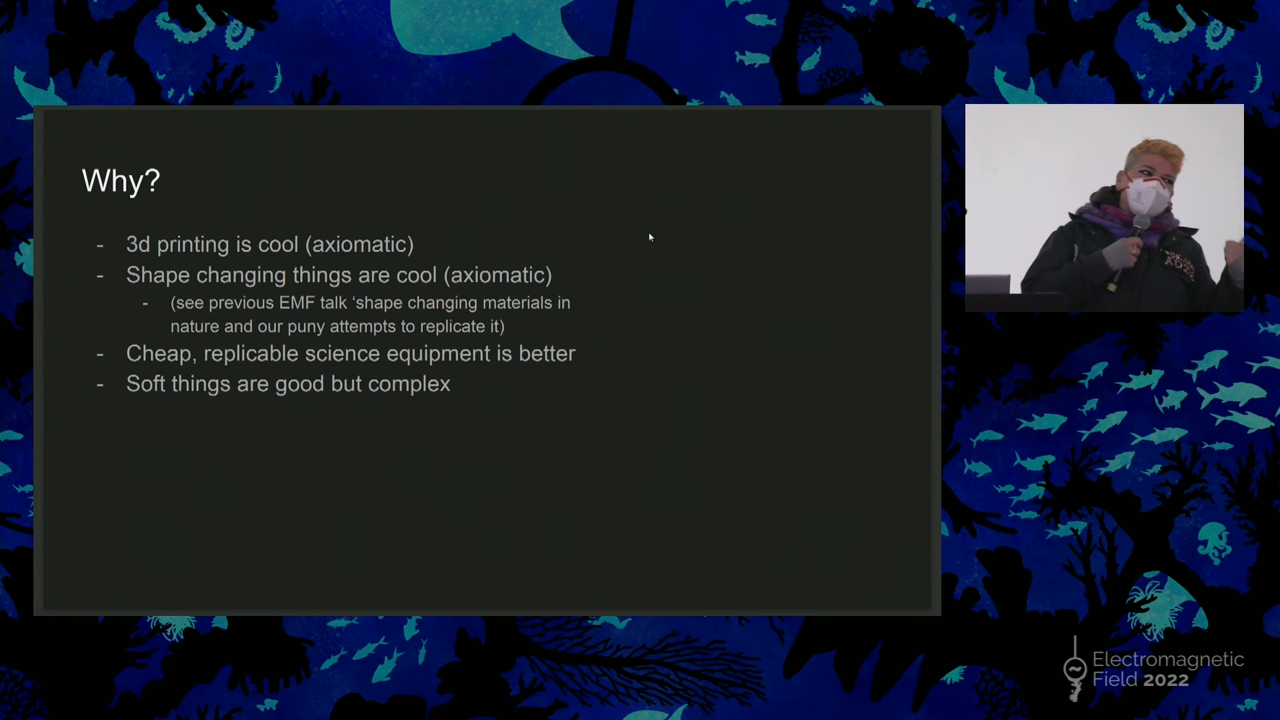 Why?
- 3d printing is cool (axiomatic)
- Shape changing things are cool (axiomatic)
- (see previous EMF talk ‘shape changing materials in
nature and our puny attempts to replicate it)
- Cheap, replicable science equipment is better
- Soft things are good but complex
Electromagnetic
Field 2022